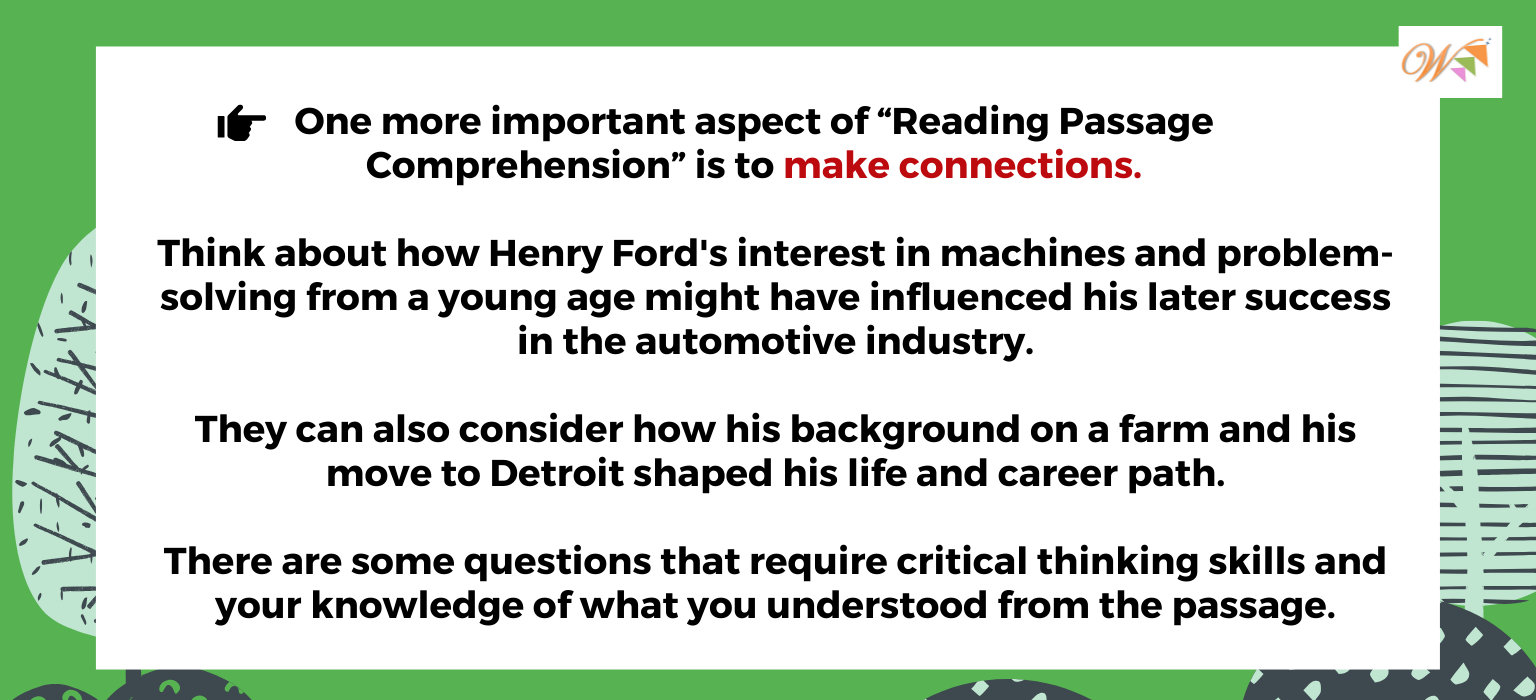 One more important aspect of “Reading Passage
Comprehension” is to make connections.
Think about how Henry Ford's interest in machines and problem-
solving from a young age might have influenced his later success
in the automotive industry.
They can also consider how his background on a farm and his
move to Detroit shaped his life and career path.
There are some questions that require critical thinking skills and
your knowledge of what you understood from the passage.
W